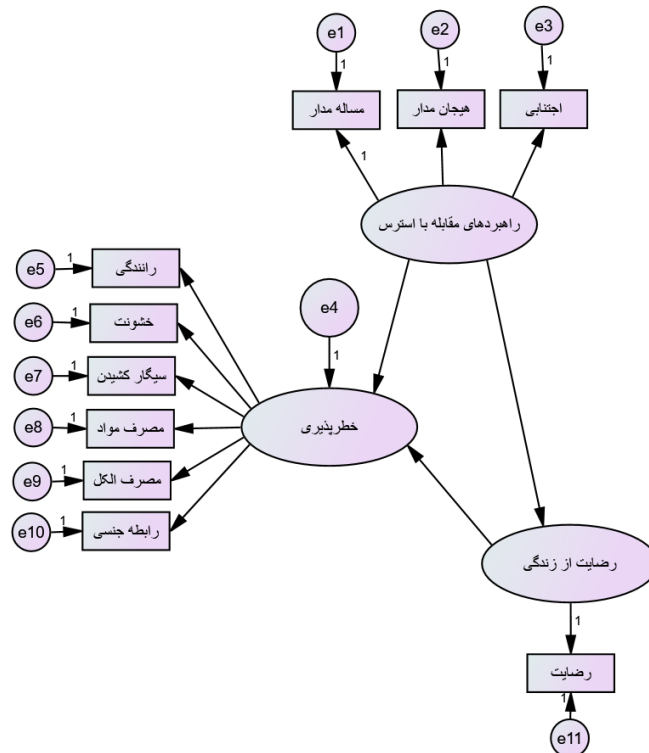 e1
e2
e3
1
1
1
مساله مدار
هیجان مدار
اجتنابی
1
راهبردهای مقابله با استرس
e5
1
رانندگی
e4
e6
1
خشونت
1
e7
1
سیگار کشیدن
e8
1
مصرف مواد
خطرپذیری
e9
1
مصرف الکل
e10
1
رابطه جنسی
رضایت از زندگی
1
رضایت
1
e11